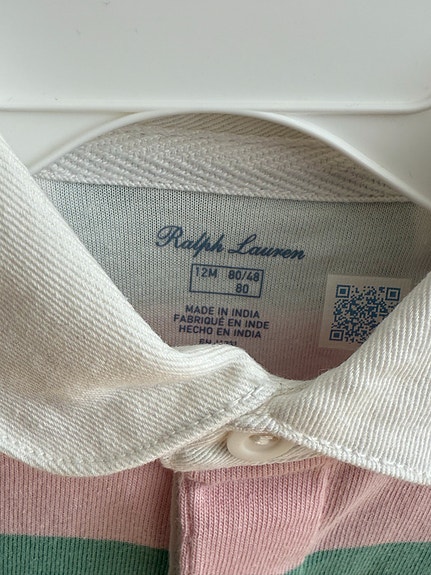 Ralph Lauren
12M 80/48
80
MADE IN INDIA
FABRIQUÉ EN INDE
HECHO EN INDIA